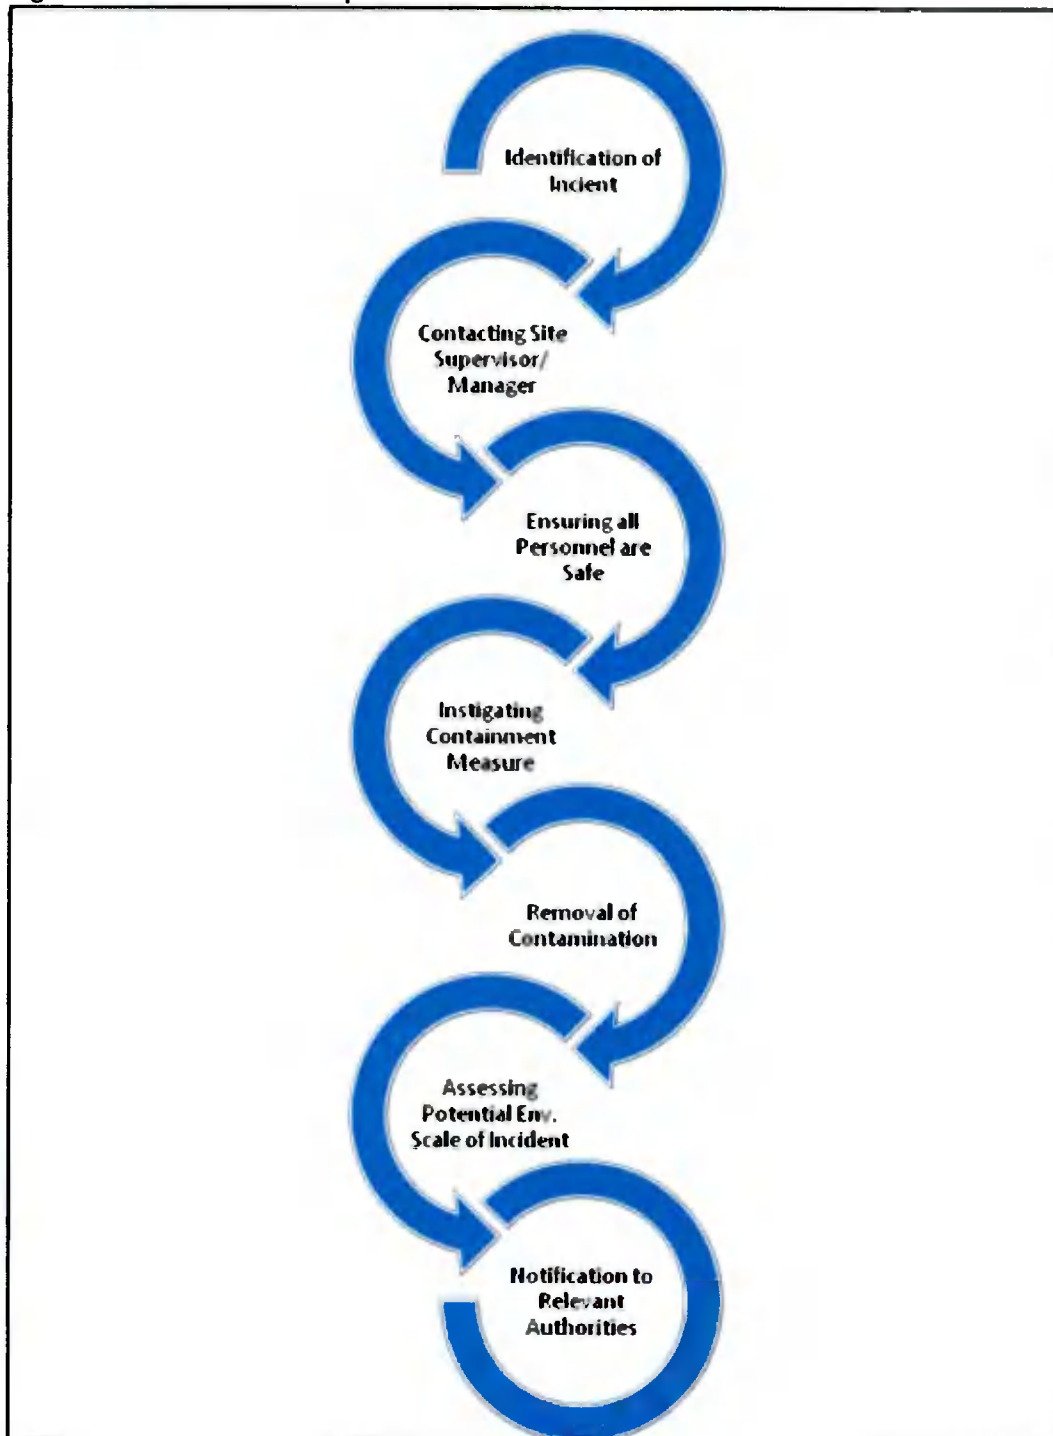 Identification of
Incient
Contacting Site
Supervisor/
Manager
Ensuring all
Personnel are
Safe
Instigating
Containment
Measure
Removal of
Contamination
Assessing
Potential Env.
Scale of Incident
Notification to
Relevant
Authorities